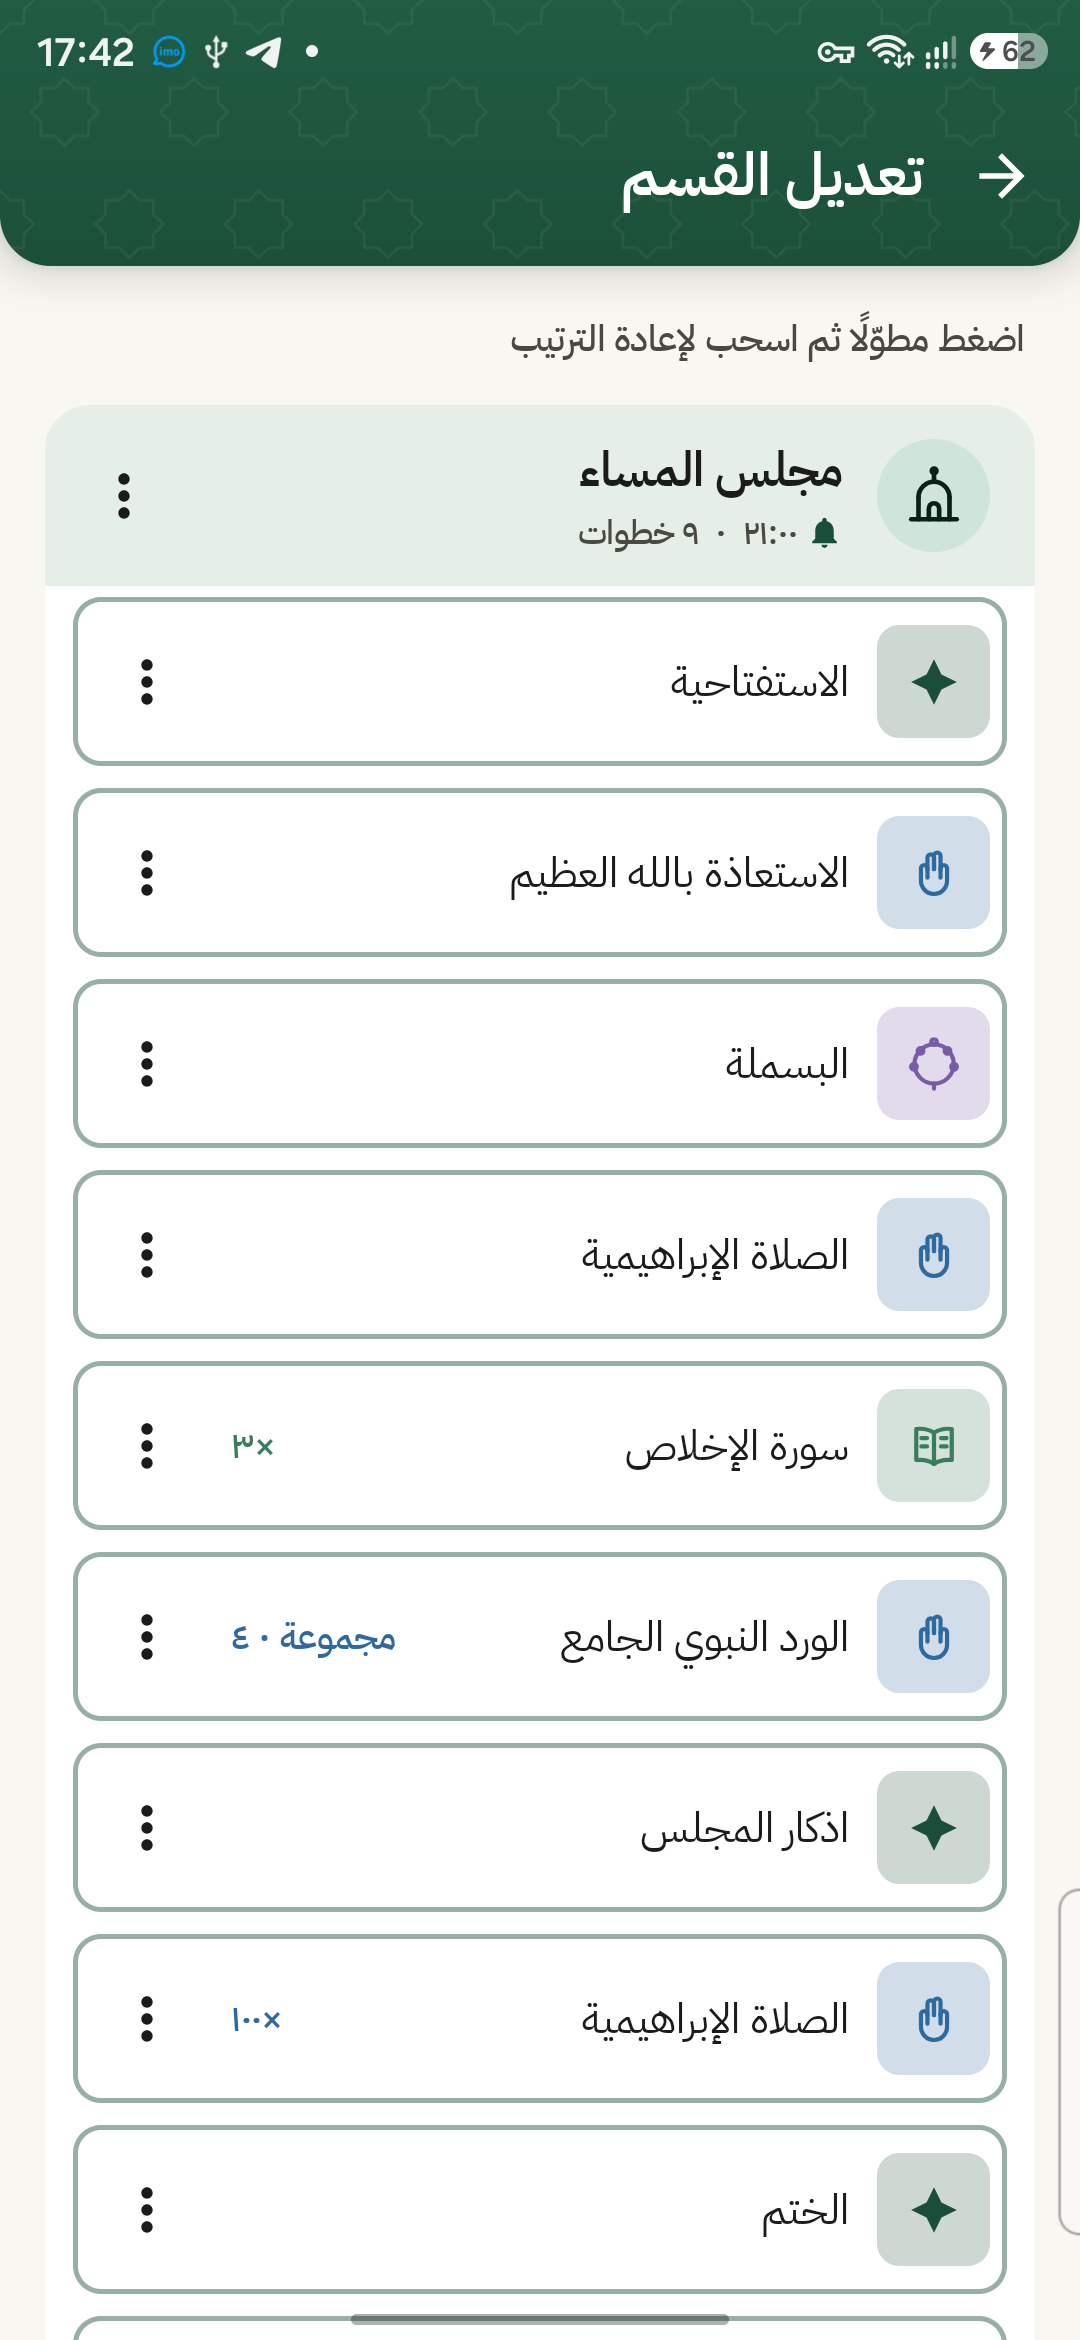 17:42
imo
62
تعديل القسم
اضغط مطوّلًا ثم اسحب لإعادة الترتيب
مجلس المساء
٢١:٠٠ · ٩ خطوات
الاستفتاحية
الاستعاذة بالله العظيم
البسملة
الصلاة الإبراهيمية
سورة الإخلاص
×٣
الورد النبوي الجامع
مجموعة · ٤
اذكار المجلس
الصلاة الإبراهيمية
×١٠٠
الختم